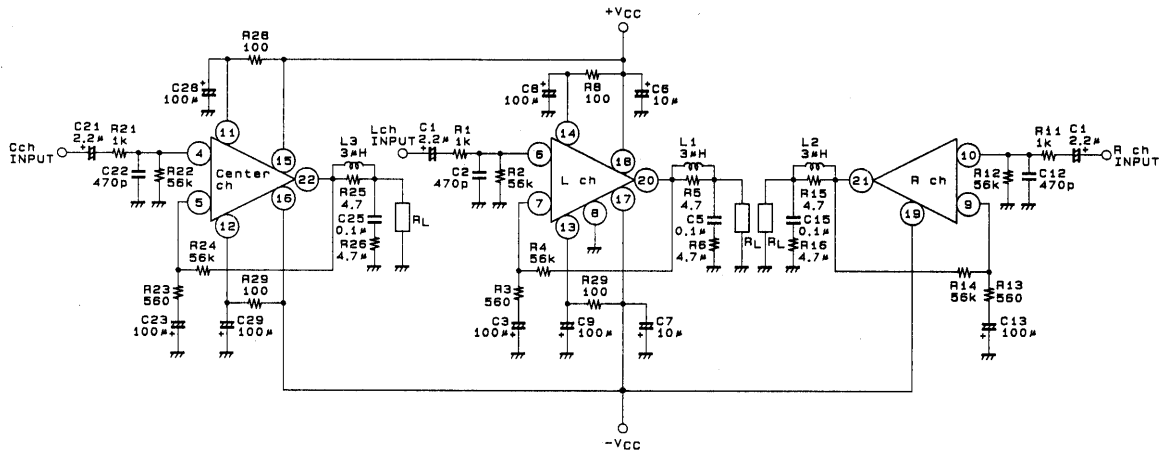 +VCC
R28
100
C28
100µ
C8
100µ
R8
100
C6
10µ
Cch
INPUT
C21
2.2µ
R21
1k
C22
470p
R22
56k
4
5
11
12
15
16
22
Center
ch
L3
3µH
R25
4.7
C25
0.1µ
R26
4.7µ
RL
R24
56k
R23
560
C23
100µ
C29
100µ
R29
100
Lch
INPUT
C1
2.2µ
R1
1k
C2
470p
R2
56k
6
7
14
13
8
18
17
20
L ch
L1
3µH
R5
4.7
C5
0.1µ
R6
4.7µ
RL
R4
56k
R3
560
C3
100µ
C9
100µ
R29
100
C7
10µ
L2
3µH
R15
4.7
C15
0.1µ
R16
4.7µ
RL
21
R ch
19
10
9
R11
1k
C1
2.2µ
R ch
INPUT
R12
56k
C12
470p
R14
56k
R13
560
C13
100µ
-VCC